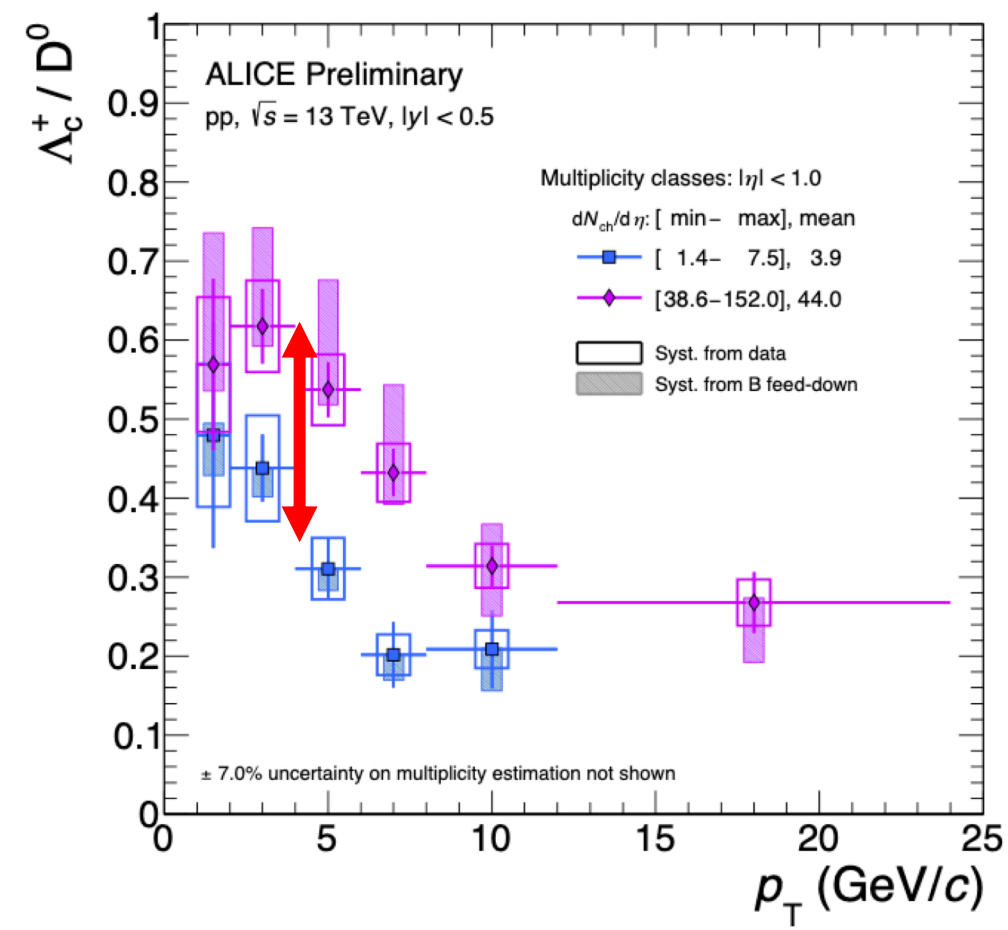 Λc+ / D0
ALICE Preliminary
pp, √s = 13 TeV, |y| < 0.5
Multiplicity classes: |η| < 1.0
dNch/dη: [ min− max], mean
[ 1.4− 7.5], 3.9
[38.6−152.0], 44.0
Syst. from data
Syst. from B feed-down
± 7.0% uncertainty on multiplicity estimation not shown
1
0.9
0.8
0.7
0.6
0.5
0.4
0.3
0.2
0.1
0
0 5 10 15 20 25
pT (GeV/c)